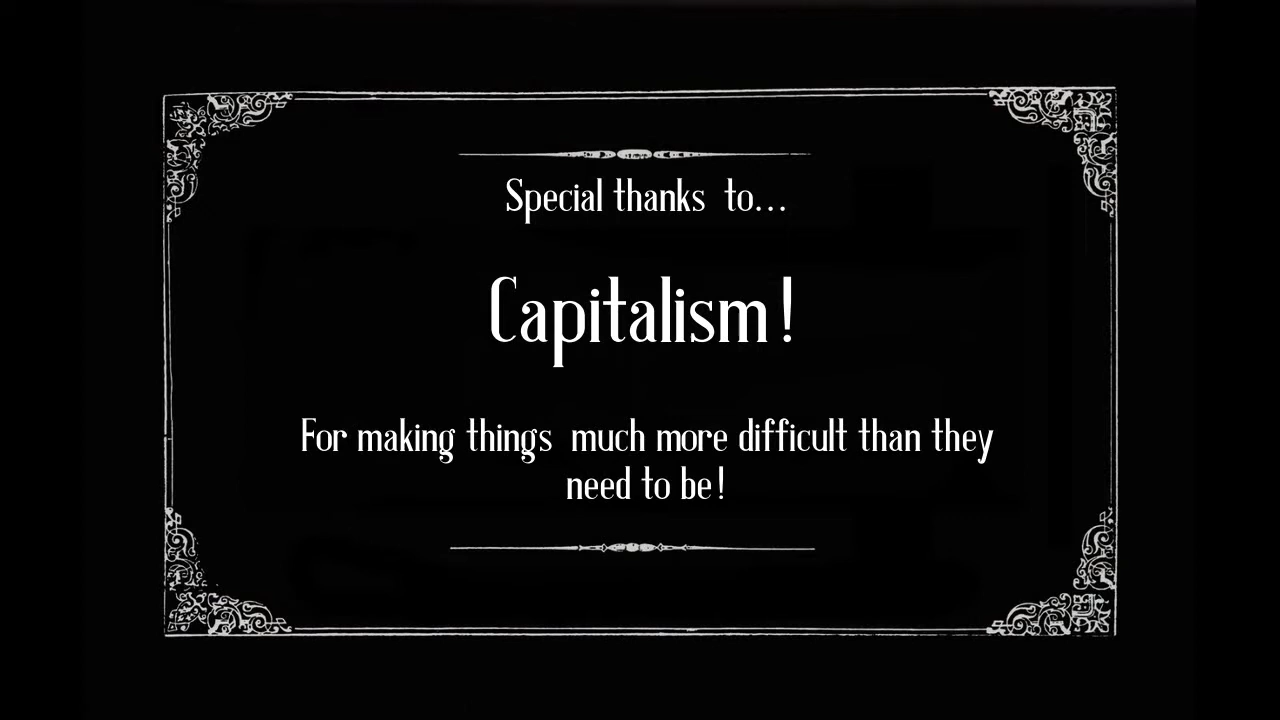 Special thanks to...
Capitalism!
For making things much more difficult than they
need to be!